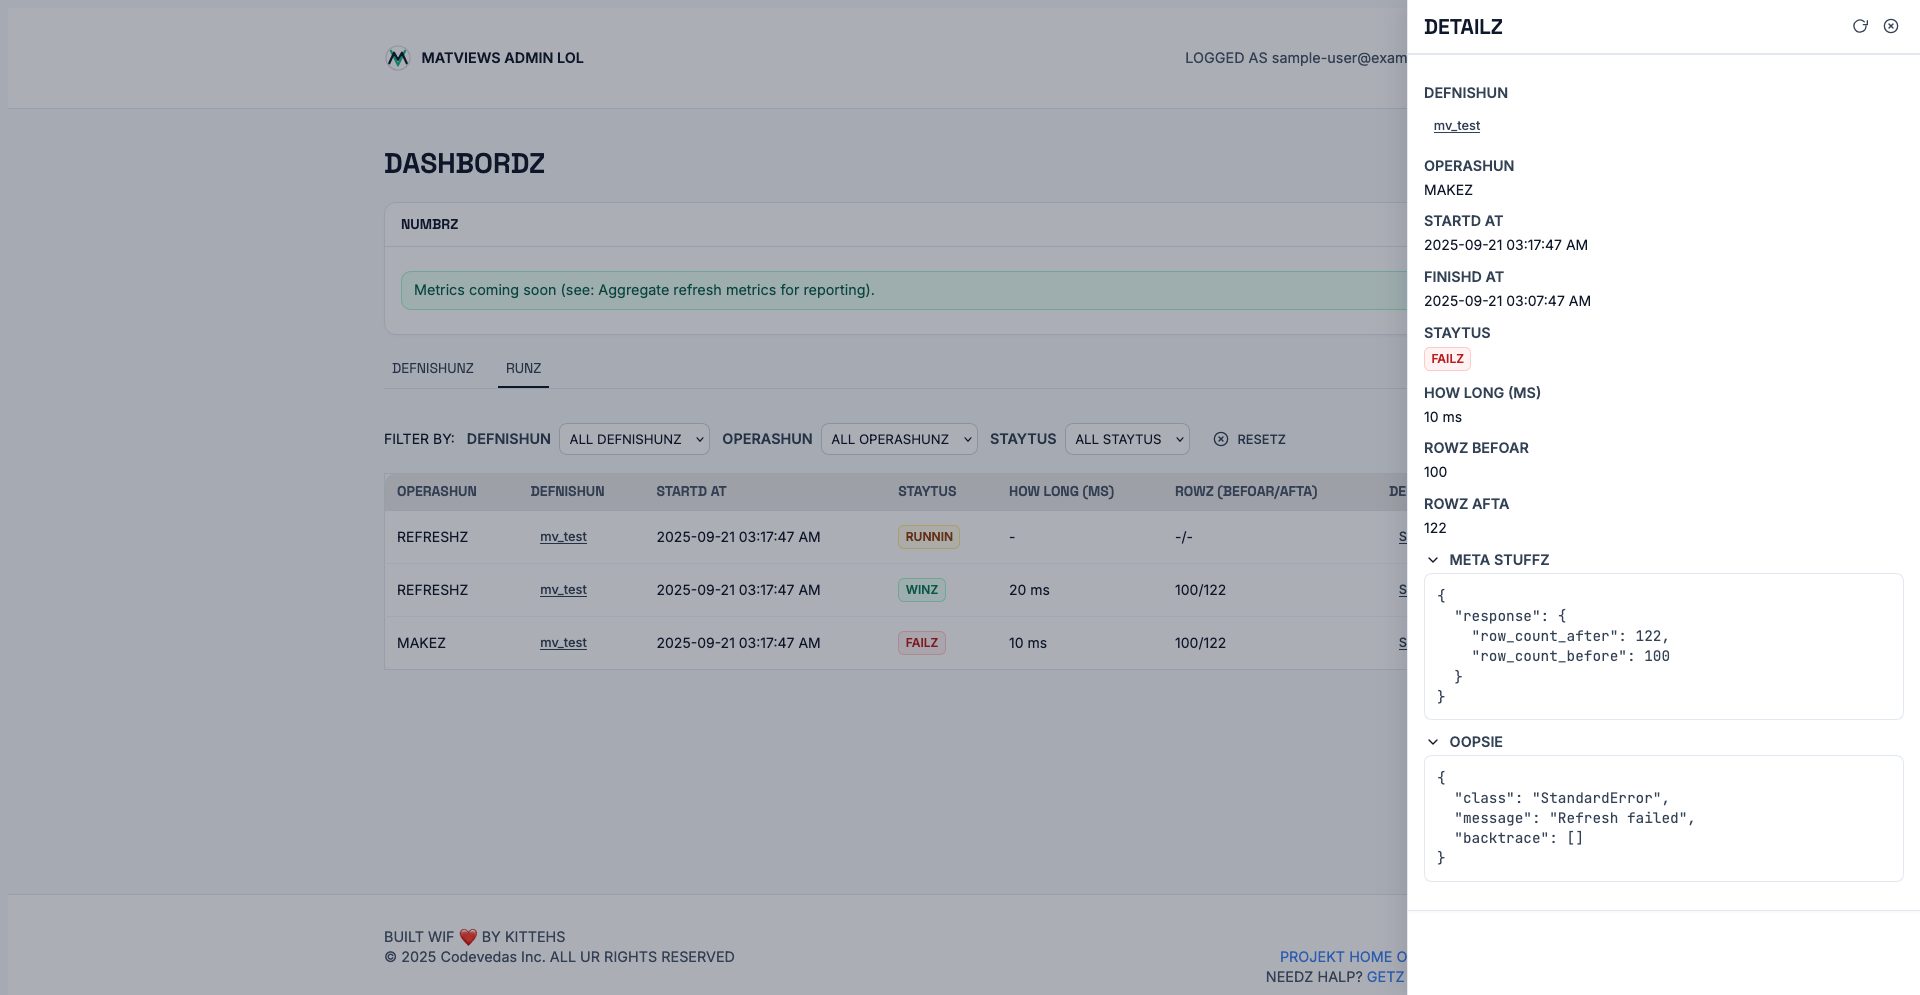 MATVIEWS ADMIN LOL
LOGGED AS sample-user@exam
DASHBORDZ
NUMBRZ
Metrics coming soon (see: Aggregate refresh metrics for reporting).
DEFNISHUNZ RUNZ
FILTER BY: DEFNISHUN ALL DEFNISHUNZ OPERASHUN ALL OPERASHUNZ STAYTUS ALL STAYTUS RESETZ
OPERASHUN DEFNISHUN STARTD AT STAYTUS HOW LONG (MS) ROWZ (BEFOAR/AFTA) DE
REFRESHZ mv_test 2025-09-21 03:17:47 AM RUNNIN - -/- S
REFRESHZ mv_test 2025-09-21 03:17:47 AM WINZ 20 ms 100/122 S
MAKEZ mv_test 2025-09-21 03:17:47 AM FAILZ 10 ms 100/122 S
BUILT WIF ❤️ BY KITTEHS
© 2025 Codevedas Inc. ALL UR RIGHTS RESERVED
PROJEKT HOME O
NEEDZ HALP? GETZ
DETAILZ
DEFNISHUN
mv_test
OPERASHUN
MAKEZ
STARTD AT
2025-09-21 03:17:47 AM
FINISHD AT
2025-09-21 03:07:47 AM
STAYTUS
FAILZ
HOW LONG (MS)
10 ms
ROWZ BEFOAR
100
ROWZ AFTA
122
META STUFFZ
{
"response": {
"row_count_after": 122,
"row_count_before": 100
}
}
OOPSIE
{
"class": "StandardError",
"message": "Refresh failed",
"backtrace": []
}